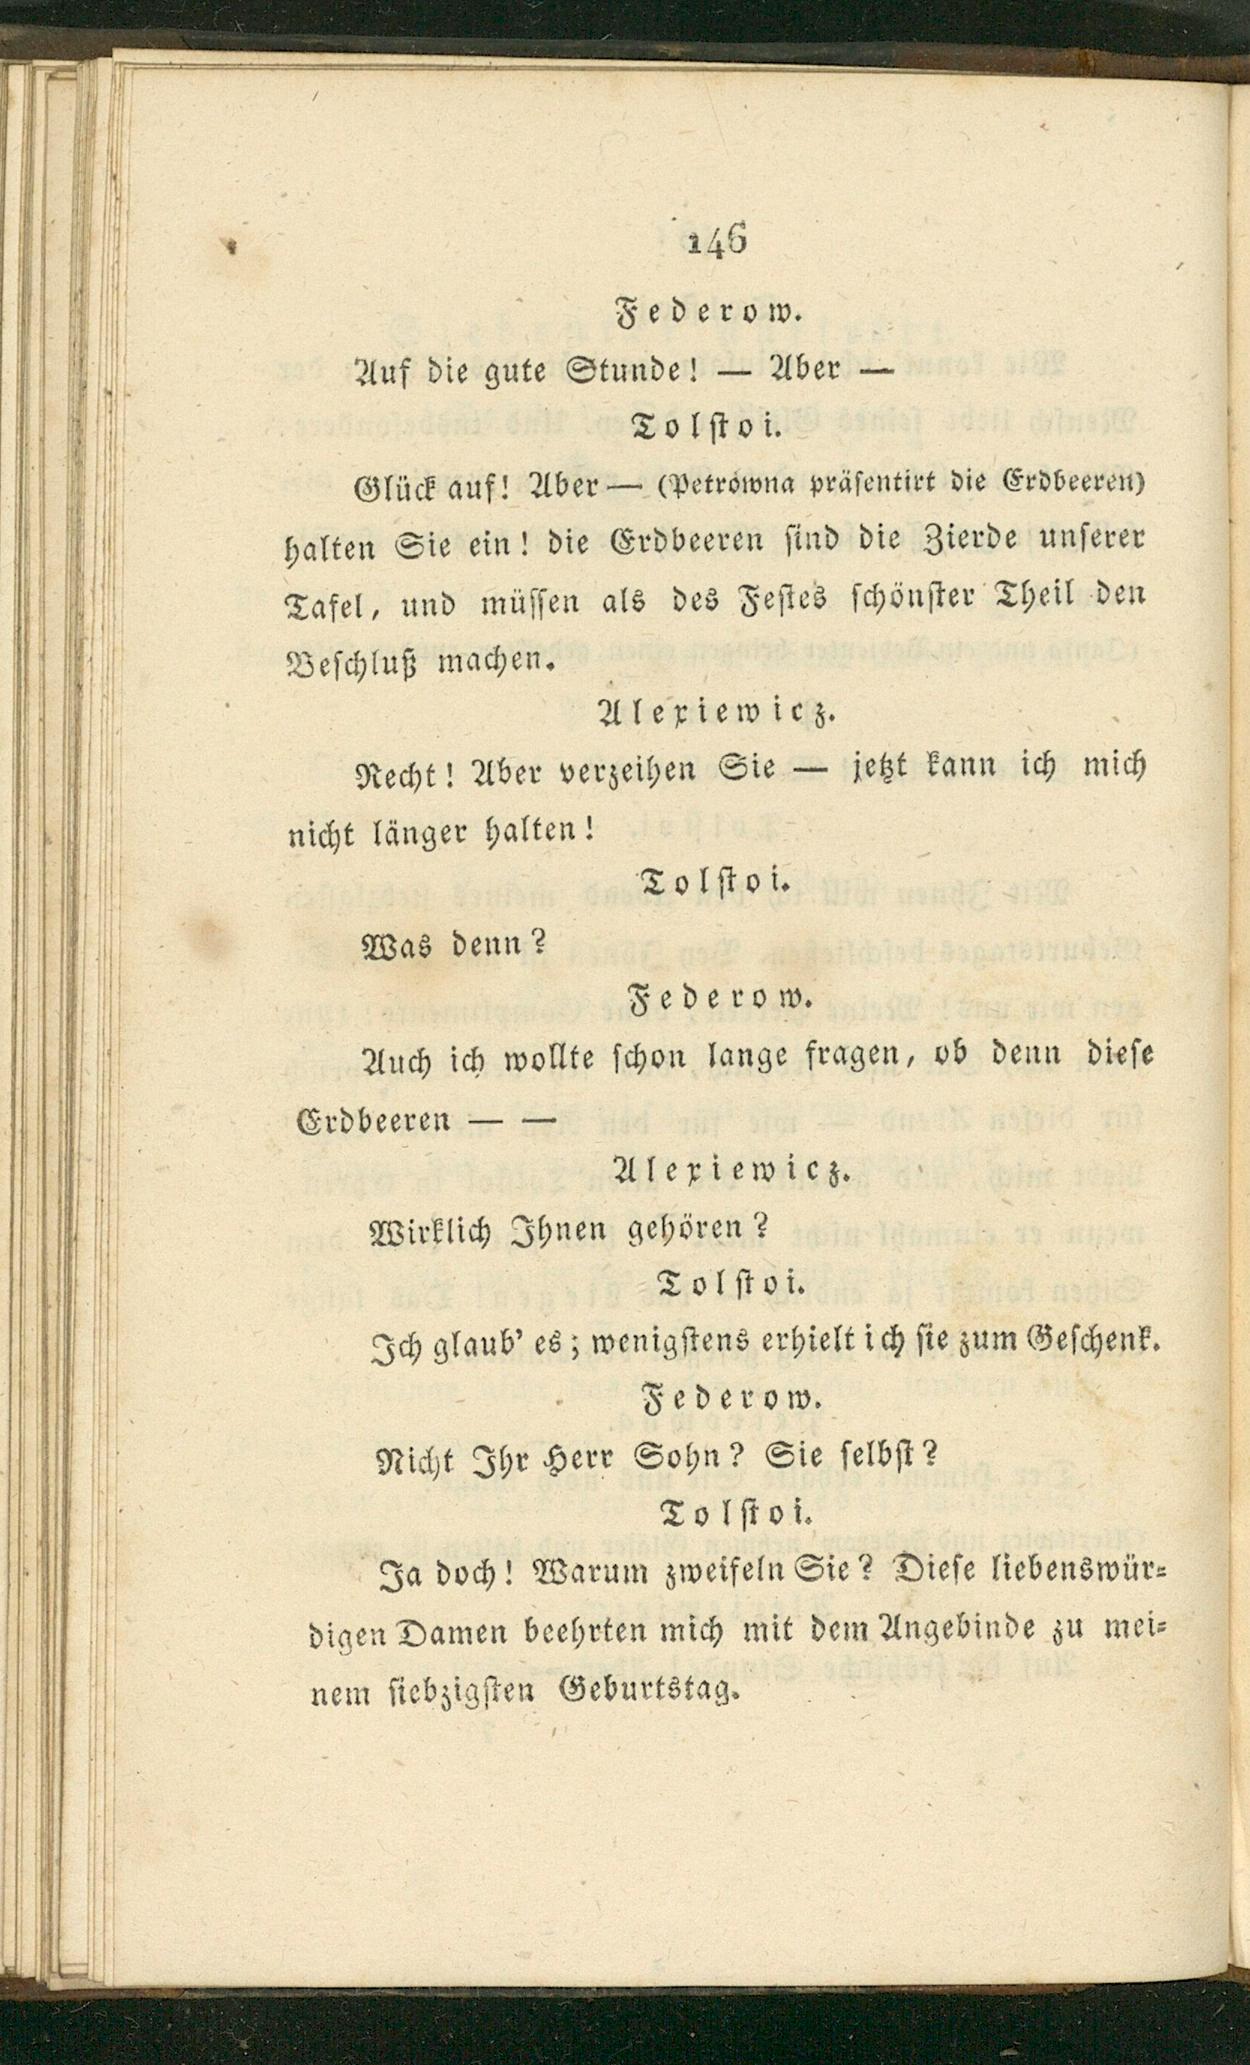 146
Federow.
Auf die gute Stunde! — Aber —
Tolstoi.
Glück auf! Aber — (Petrowna präsentirt die Erdbeeren)
halten Sie ein! die Erdbeeren sind die Zierde unserer
Tafel, und müssen als des Festes schönster Theil den
Beschluß machen.
Alexiewicz.
Recht! Aber verzeihen Sie — jetzt kann ich mich
nicht länger halten!
Tolstoi.
Was denn?
Federow.
Auch ich wollte schon lange fragen, ob denn diese
Erdbeeren — —
Alexiewicz.
Wirklich Ihnen gehören?
Tolstoi.
Ich glaub' es; wenigstens erhielt ich sie zum Geschenk.
Federow.
Nicht Ihr Herr Sohn? Sie selbst?
Tolstoi.
Ja doch! Warum zweifeln Sie? Diese liebenswür-
digen Damen beehrten mich mit dem Angebinde zu mei-
nem siebzigsten Geburtstag.